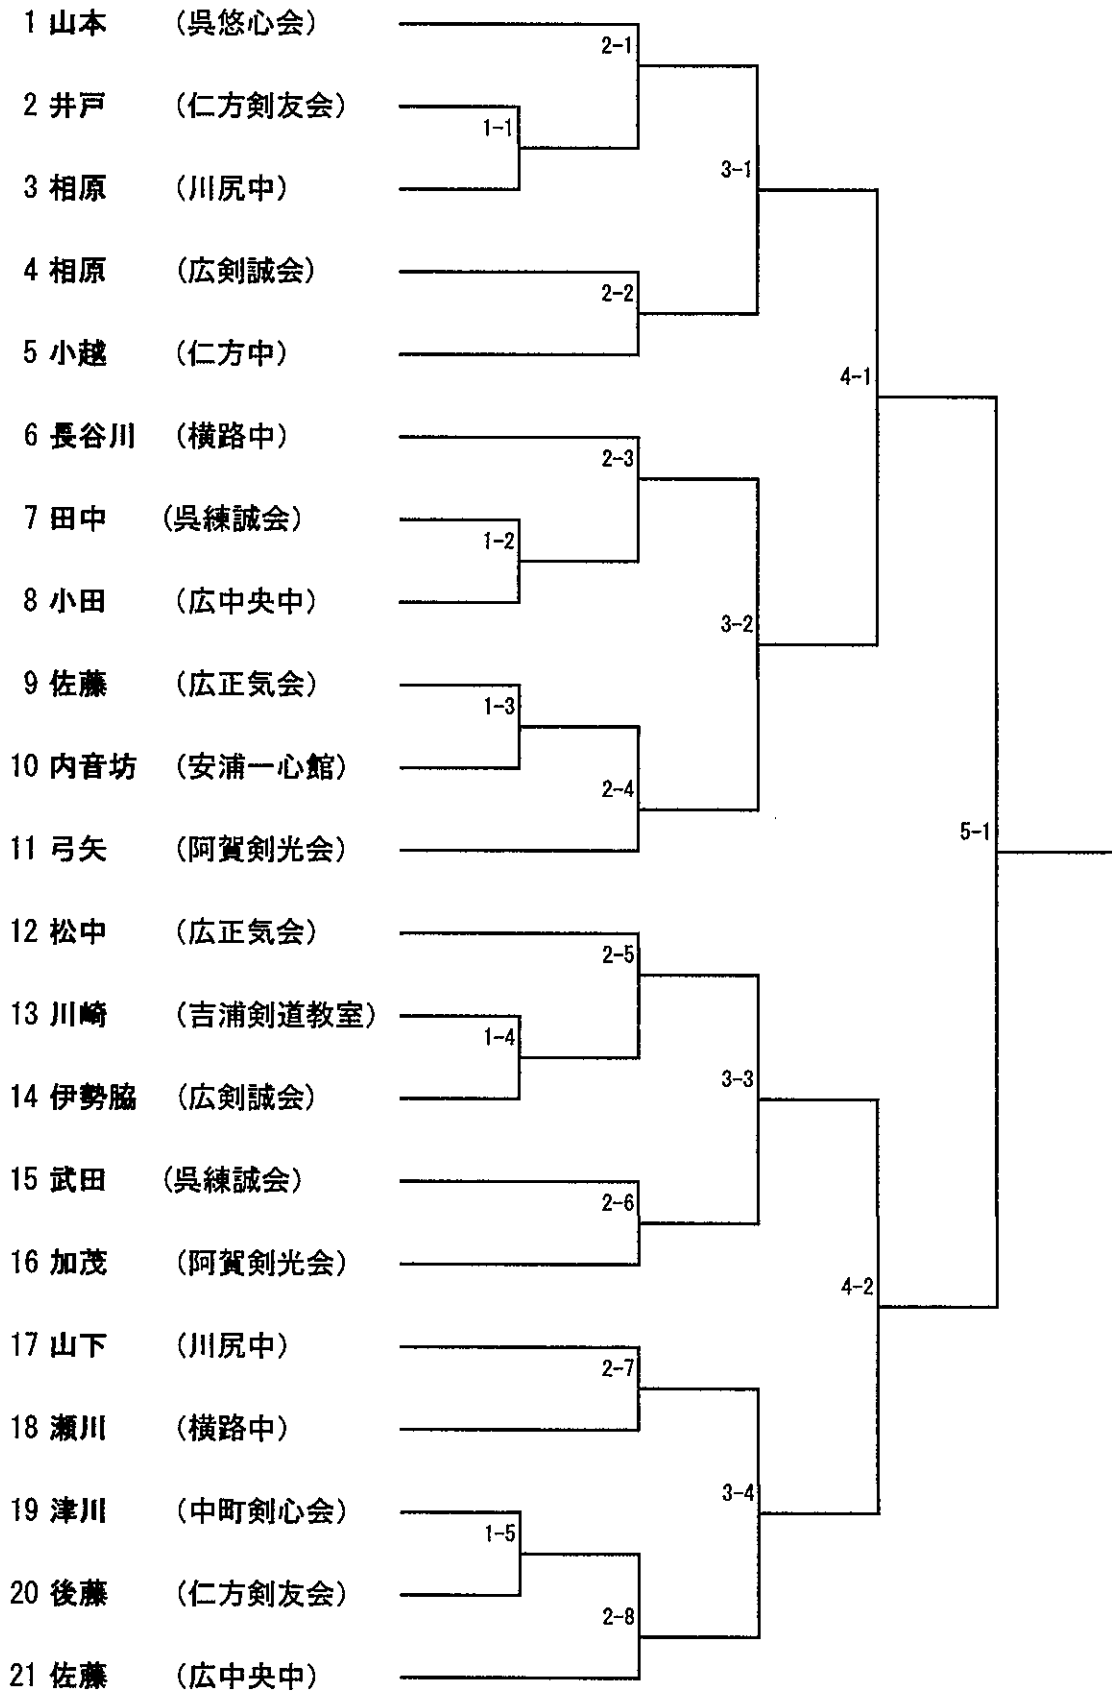 1 山本 (呉悠心会)
2-1
2 井戸 (仁方剣友会)
1-1
3-1
3 相原 (川尻中)
4 相原 (広剣誠会)
2-2
5 小越 (仁方中)
4-1
6 長谷川 (横路中)
2-3
7 田中 (呉練誠会)
1-2
8 小田 (広中央中)
3-2
9 佐藤 (広正気会)
1-3
10 内音坊 (安浦一心館)
2-4
5-1
11 弓矢 (阿賀剣光会)
12 松中 (広正気会)
2-5
13 川崎 (吉浦剣道教室)
1-4
3-3
14 伊勢脇 (広剣誠会)
15 武田 (呉練誠会)
2-6
16 加茂 (阿賀剣光会)
4-2
17 山下 (川尻中)
2-7
18 瀬川 (横路中)
3-4
19 津川 (中町剣心会)
1-5
20 後藤 (仁方剣友会)
2-8
21 佐藤 (広中央中)